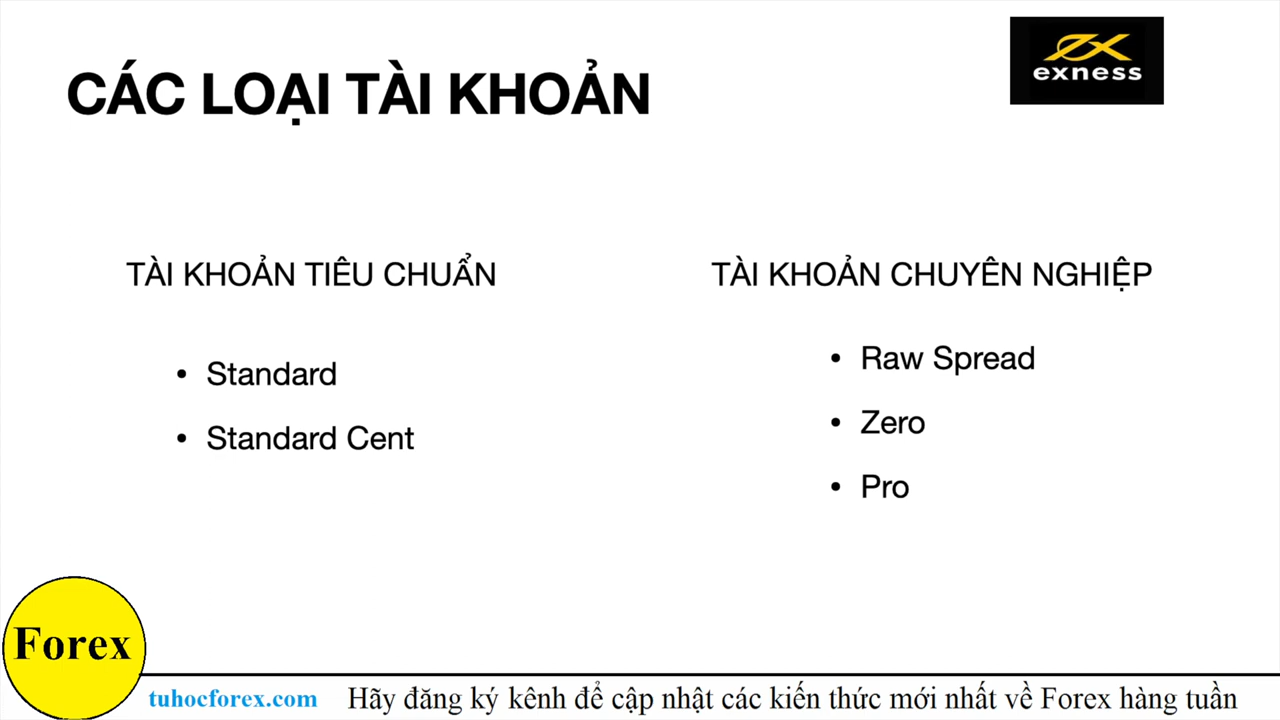 exness
CÁC LOẠI TÀI KHOẢN
TÀI KHOẢN TIÊU CHUẨN
• Standard
• Standard Cent
TÀI KHOẢN CHUYÊN NGHIỆP
• Raw Spread
• Zero
• Pro
Forex
tuhocforex.com Hãy đăng ký kênh để cập nhật các kiến thức mới nhất về Forex hàng tuần